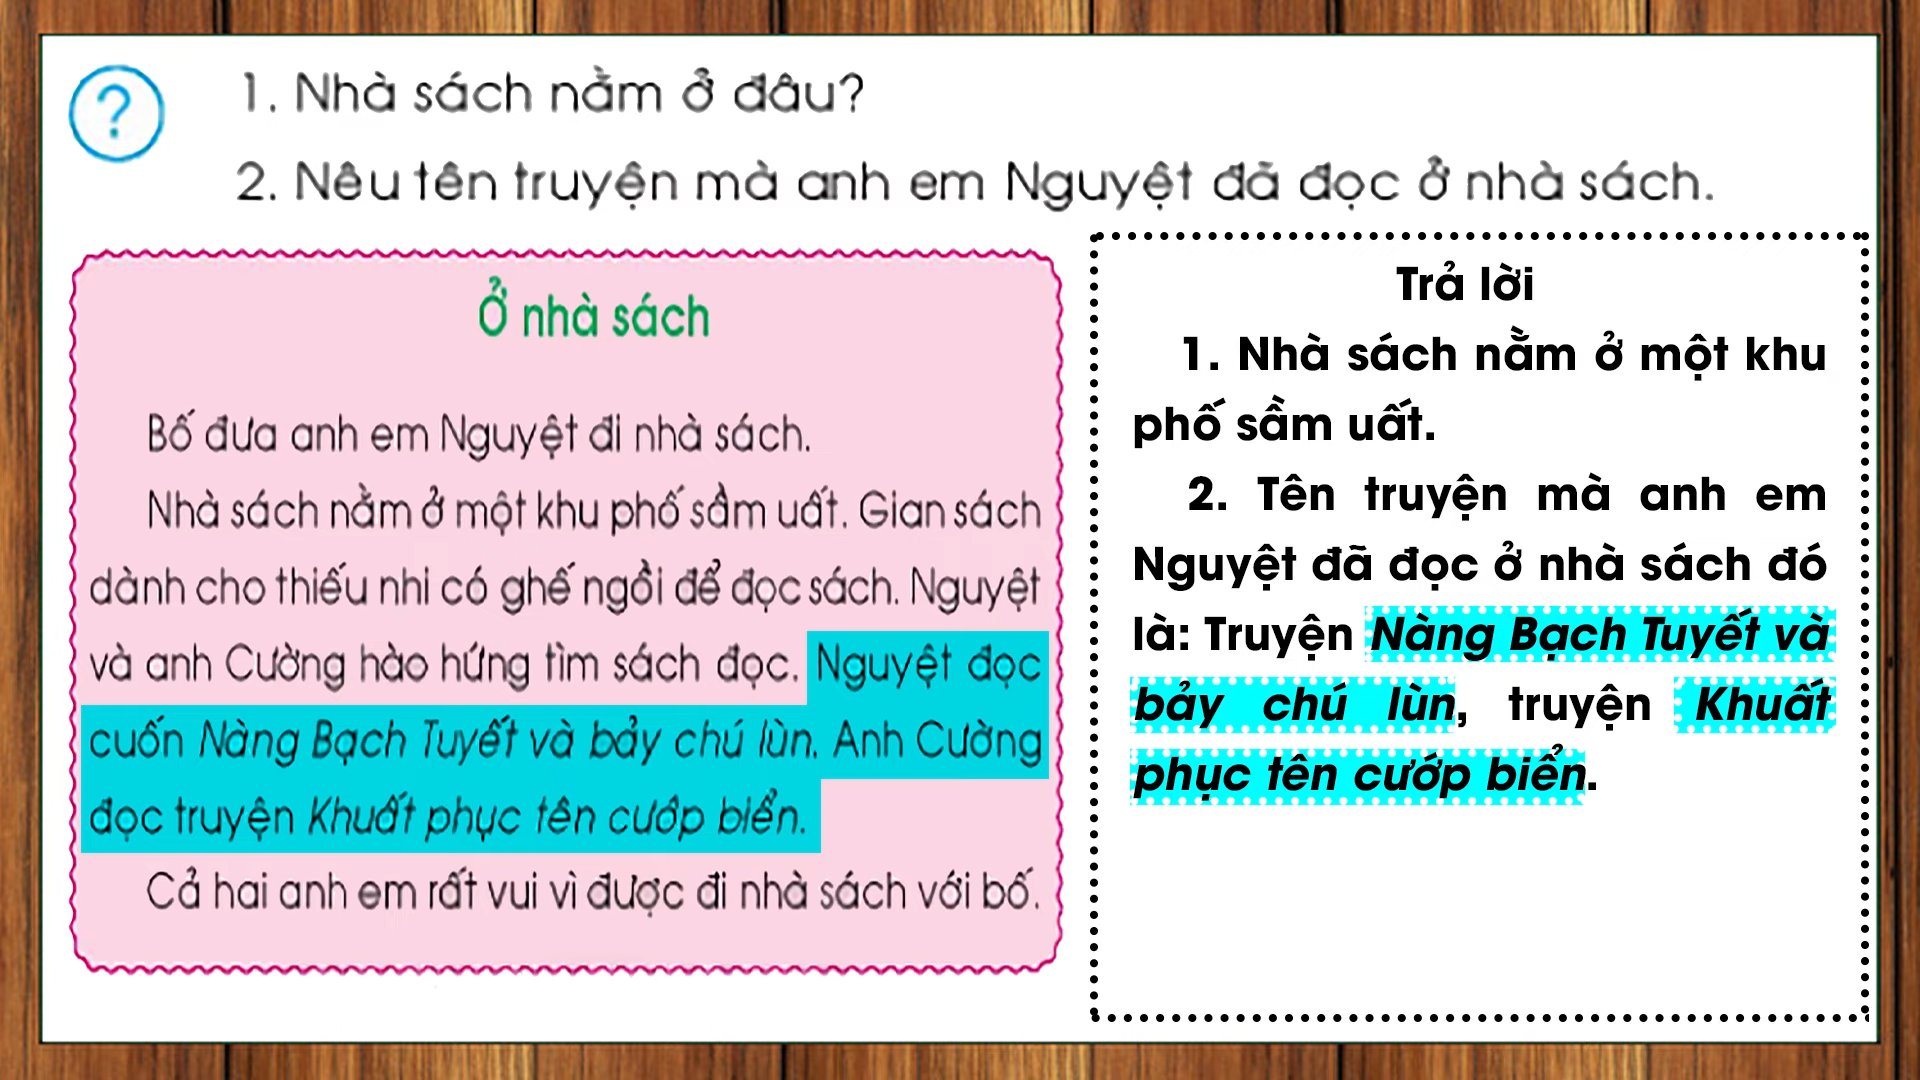 ?
1. Nhà sách nằm ở đâu?
2. Nêu tên truyện mà anh em Nguyệt đã đọc ở nhà sách.
Ở nhà sách
Bố đưa anh em Nguyệt đi nhà sách.
Nhà sách nằm ở một khu phố sầm uất. Gian sách
dành cho thiếu nhi có ghế ngồi để đọc sách. Nguyệt
và anh Cường hào hứng tìm sách đọc. Nguyệt đọc
cuốn Nàng Bạch Tuyết và bảy chú lùn. Anh Cường
đọc truyện Khuất phục tên cướp biển.
Cả hai anh em rất vui vì được đi nhà sách với bố.
Trả lời
1. Nhà sách nằm ở một khu
phố sầm uất.
2. Tên truyện mà anh em
Nguyệt đã đọc ở nhà sách đó
là: Truyện Nàng Bạch Tuyết và
bảy chú lùn, truyện Khuất
phục tên cướp biển.